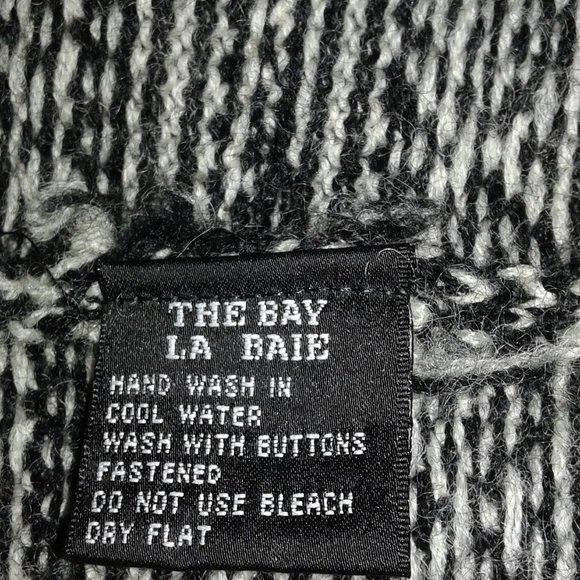 THE BAY
LA BAIE
HAND WASH IN
COOL WATER
WASH WITH BUTTONS
FASTENED
DO NOT USE BLEACH
DRY FLAT